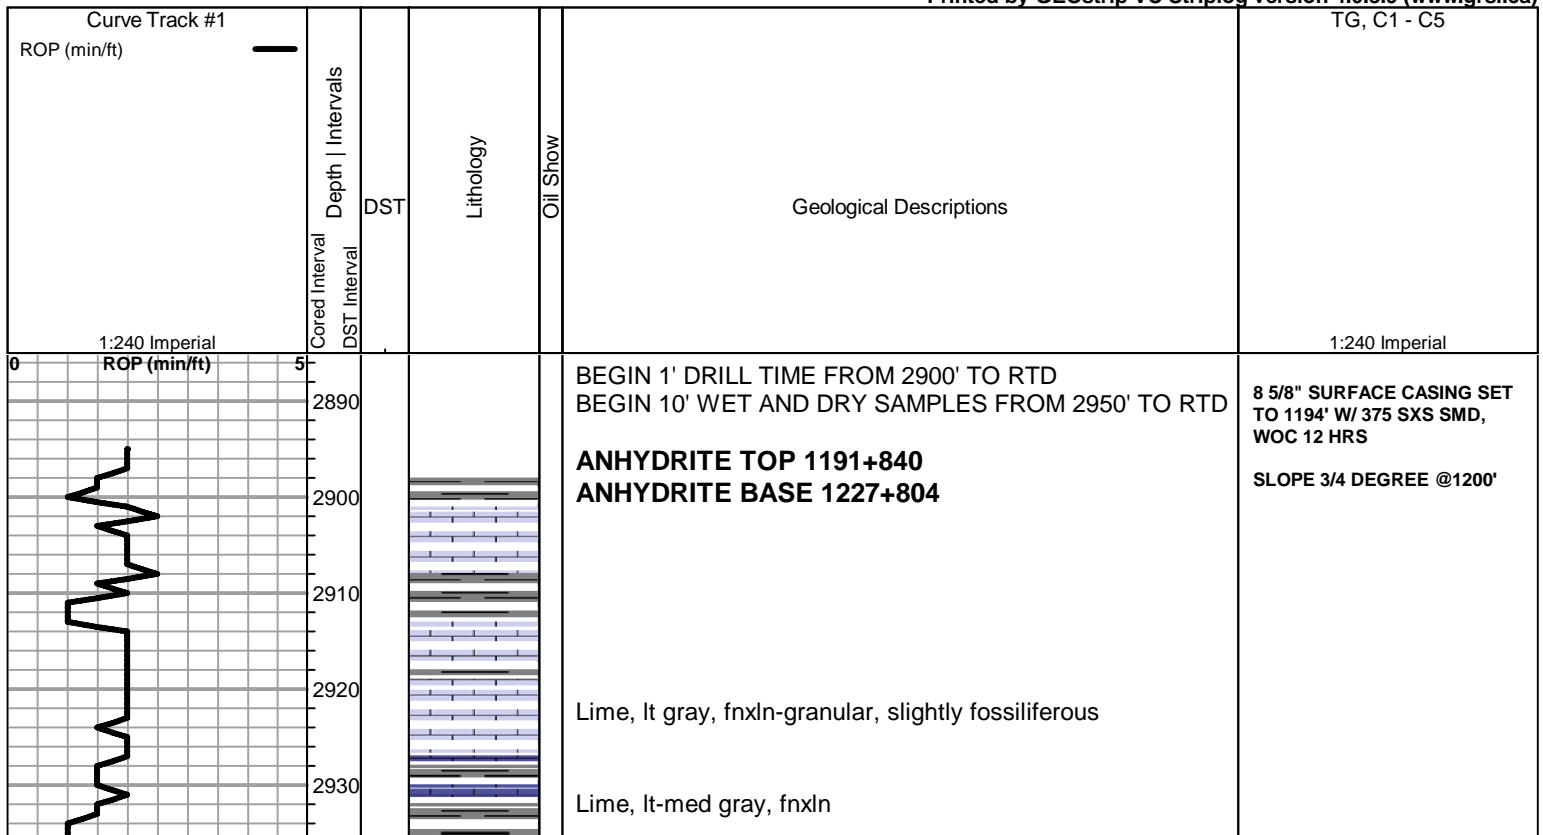 Curve Track #1
ROP (min/ft)
1:240 Imperial
Depth | Intervals
Cored Interval
DST Interval
DST
Lithology
Oil Show
Geological Descriptions
TG, C1 - C5
1:240 Imperial
0 ROP (min/ft) 5
2890
2900
2910
2920
2930
BEGIN 1' DRILL TIME FROM 2900' TO RTD
BEGIN 10' WET AND DRY SAMPLES FROM 2950' TO RTD
ANHYDRITE TOP 1191+840
ANHYDRITE BASE 1227+804
Lime, lt gray, fnxln-granular, slightly fossiliferous
Lime, lt-med gray, fnxln
8 5/8" SURFACE CASING SET
TO 1194' W/ 375 SXS SMD,
WOC 12 HRS
SLOPE 3/4 DEGREE @1200'